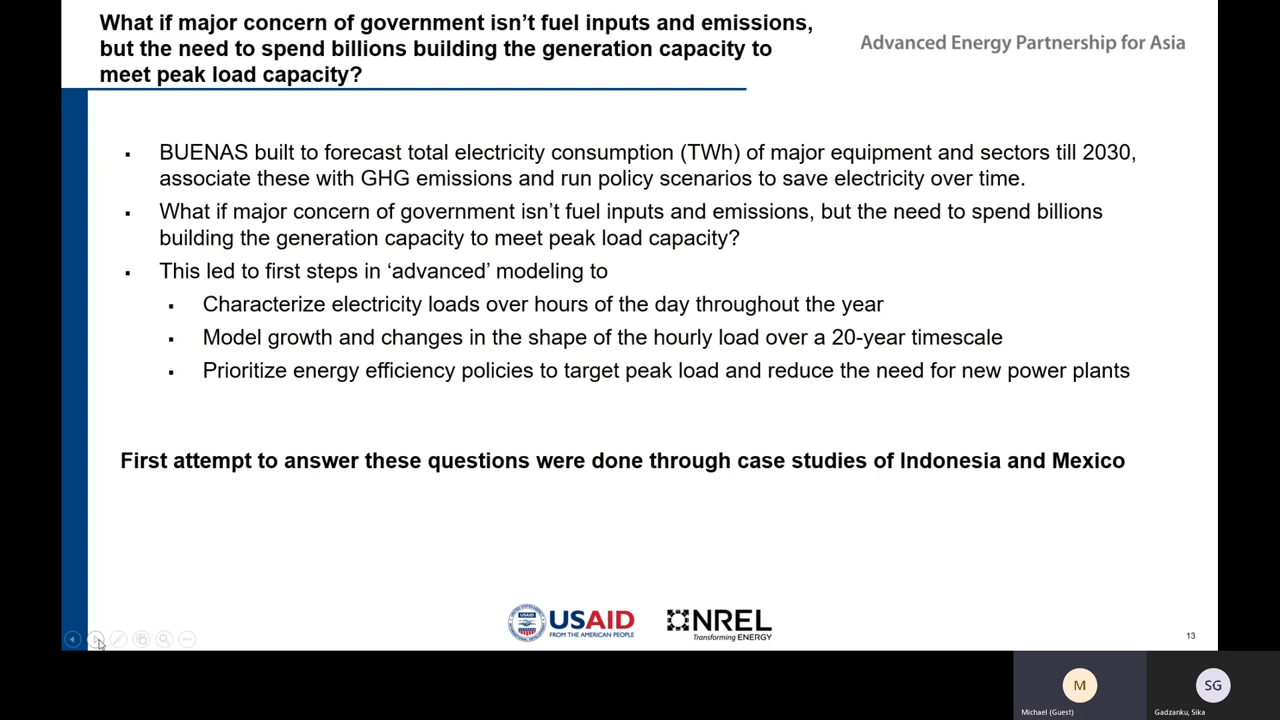 What if major concern of government isn’t fuel inputs and emissions,
but the need to spend billions building the generation capacity to
meet peak load capacity?
Advanced Energy Partnership for Asia
▪ BUENAS built to forecast total electricity consumption (TWh) of major equipment and sectors till 2030,
associate these with GHG emissions and run policy scenarios to save electricity over time.
▪ What if major concern of government isn’t fuel inputs and emissions, but the need to spend billions
building the generation capacity to meet peak load capacity?
▪ This led to first steps in ‘advanced’ modeling to
▪ Characterize electricity loads over hours of the day throughout the year
▪ Model growth and changes in the shape of the hourly load over a 20-year timescale
▪ Prioritize energy efficiency policies to target peak load and reduce the need for new power plants
First attempt to answer these questions were done through case studies of Indonesia and Mexico
USAID
FROM THE AMERICAN PEOPLE
NREL
Transforming ENERGY
13
M
SG
Michael (Guest)
Gadzanku, Sika